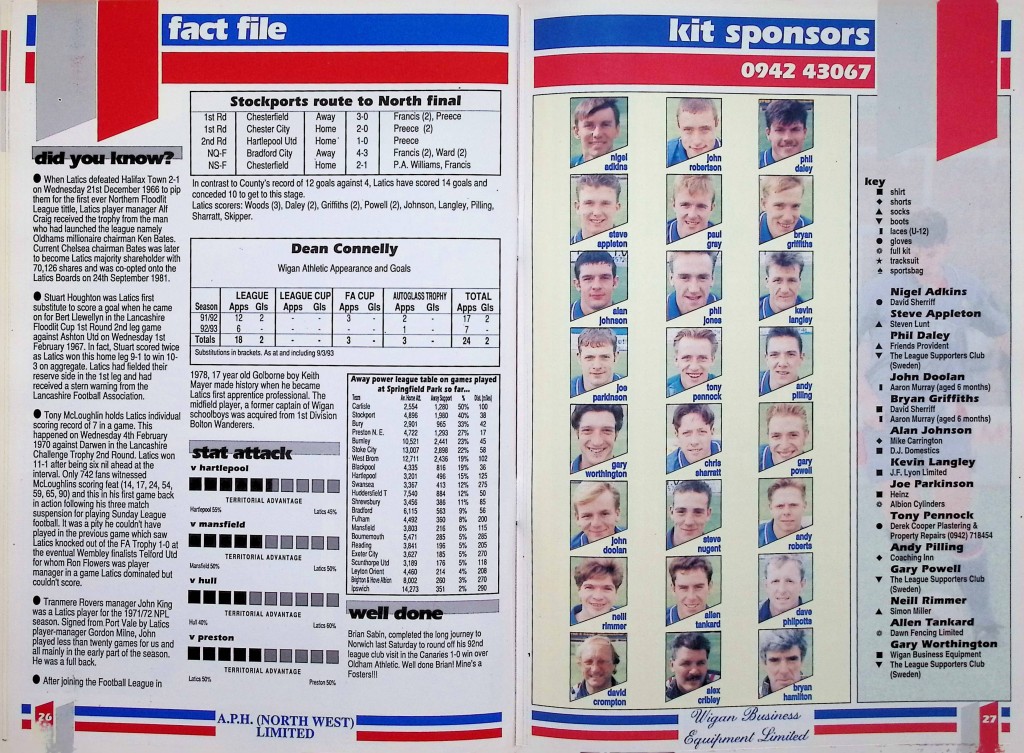 fact file
did you know?
● When Latics defeated Halifax Town 2-1
on Wednesday 21st December 1966 to pip
them for the first ever Northern Floodlit
League tittle, Latics player manager Alf
Craig received the trophy from the man
who had launched the league namely
Oldhams millionaire chairman Ken Bates.
Current Chelsea chairman Bates was later
to become Latics majority shareholder with
70,126 shares and was co-opted onto the
Latics Boards on 24th September 1981.
● Stuart Houghton was Latics first
substitute to score a goal when he came
on for Bert Llewellyn in the Lancashire
Floodlit Cup 1st Round 2nd leg game
against Ashton Utd on Wednesday 1st
February 1967. In fact, Stuart scored twice
as Latics won this home leg 9-1 to win 10-
3 on aggregate. Latics had fielded their
reserve side in the 1st leg and had
received a stern warning from the
Lancashire Football Association.
● Tony McLoughlin holds Latics individual
scoring record of 7 in a game. This
happened on Wednesday 4th February
1970 against Darwen in the Lancashire
Challenge Trophy 2nd Round. Latics won
11-1 after being six nil ahead at the
interval. Only 742 fans witnessed
McLoughlins scoring feat (14, 17, 24, 54,
59, 65, 90) and this in his first game back
in action following his three match
suspension for playing Sunday League
football. It was a pity he couldn't have
played in the previous game which saw
Latics knocked out of the FA Trophy 1-0 at
the eventual Wembley finalists Telford Utd
for whom Ron Flowers was player
manager in a game Latics dominated but
couldn't score.
● Tranmere Rovers manager John King
was a Latics player for the 1971/72 NPL
season. Signed from Port Vale by Latics
player-manager Gordon Milne, John
played less than twenty games for us and
all mainly in the early part of the season.
He was a full back.
● After joining the Football League in
Stockports route to North final
1st Rd Chesterfield Away 3-0 Francis (2), Preece
1st Rd Chester City Home 2-0 Preece (2)
2nd Rd Hartlepool Utd Home 1-0 Preece
NQ-F Bradford City Away 4-3 Francis (2), Ward (2)
NS-F Chesterfield Home 2-1 P.A. Williams, Francis
In contrast to County's record of 12 goals against 4, Latics have scored 14 goals and
conceded 10 to get to this stage.
Latics scorers: Woods (3), Daley (2), Griffiths (2), Powell (2), Johnson, Langley, Pilling,
Sharratt, Skipper.
Dean Connelly
Wigan Athletic Appearance and Goals
LEAGUE LEAGUE CUP FA CUP AUTOGLASS TROPHY TOTAL
Season Apps Gls Apps Gls Apps Gls Apps Gls Apps Gls
91/92 12 2 - - 3 - 2 - 17 2
92/93 6 - - - - - 1 - 7 -
Totals 18 2 - - 3 - 3 - 24 2
Substitutions in brackets. As at and including 9/3/93
1978, 17 year old Golborne boy Keith
Mayer made history when he became
Latics first apprentice professional. The
midfield player, a former captain of Wigan
schoolboys was acquired from 1st Division
Bolton Wanderers.
stat attack
v hartlepool
TERRITORIAL ADVANTAGE
Hartlepool 55% Latics 45%
v mansfield
TERRITORIAL ADVANTAGE
Mansfield 50% Latics 50%
v hull
TERRITORIAL ADVANTAGE
Hull 40% Latics 60%
v preston
TERRITORIAL ADVANTAGE
Latics 50% Preston 50%
Away power league table on games played
at Springfield Park so far...
Team Av. Home Att. Away Support % Dist. (miles)
Carlisle 2,554 1,280 50% 100
Stockport 4,896 1,980 40% 38
Bury 2,901 965 33% 42
Preston N. E. 4,722 1,293 27% 17
Burnley 10,521 2,441 23% 45
Stoke City 13,007 2,898 22% 58
West Brom 12,711 2,436 19% 102
Blackpool 4,335 816 19% 36
Hartlepool 3,201 496 15% 125
Swansea 3,367 413 12% 275
Huddersfield T 7,540 884 12% 50
Shrewsbury 3,456 386 11% 85
Bradford 6,115 563 9% 56
Fulham 4,492 360 8% 200
Mansfield 3,803 216 6% 115
Bournemouth 5,471 285 5% 285
Reading 3,841 196 5% 205
Exeter City 3,627 185 5% 270
Scunthorpe Utd 3,189 176 5% 118
Leyton Orient 4,460 214 4% 208
Brighton & Hove Albion 8,002 260 3% 270
Ipswich 14,273 351 2% 290
well done
Brian Sabin, completed the long journey to
Norwich last Saturday to round off his 92nd
league club visit in the Canaries 1-0 win over
Oldham Athletic. Well done Brian! Mine's a
Fosters!!!
26
A.P.H. (NORTH WEST)
LIMITED
kit sponsors
0942 43067
nigel
adkins
john
robertson
phil
daley
steve
appleton
paul
gray
bryan
griffiths
alan
johnson
phil
jones
kevin
langley
joe
parkinson
tony
pennock
andy
pilling
gary
worthington
chris
sharratt
gary
powell
john
doolan
steve
nugent
andy
roberts
neill
rimmer
allen
tankard
dave
philpotts
david
crompton
alex
cribley
bryan
hamilton
key
■ shirt
◆ shorts
▲ socks
▼ boots
▮ laces (U-12)
● gloves
❂ full kit
★ tracksuit
♠ sportsbag
Nigel Adkins
● David Sherriff
Steve Appleton
▲ Steven Lunt
Phil Daley
▲ Friends Provident
▼ The League Supporters Club
(Sweden)
John Doolan
▮ Aaron Murray (aged 6 months)
Bryan Griffiths
■ David Sherriff
▮ Aaron Murray (aged 6 months)
Alan Johnson
◆ Mike Carrington
■ D.J. Domestics
Kevin Langley
■ J.F. Lyon Limited
Joe Parkinson
■ Heinz
❂ Albion Cylinders
Tony Pennock
● Derek Cooper Plastering &
Property Repairs (0942) 718454
Andy Pilling
◆ Coaching Inn
Gary Powell
▼ The League Supporters Club
(Sweden)
Neill Rimmer
▲ Simon Miller
Allen Tankard
❂ Dawn Fencing Limited
Gary Worthington
■ Wigan Business Equipment
▼ The League Supporters Club
(Sweden)
Wigan Business
Equipment Limited
27